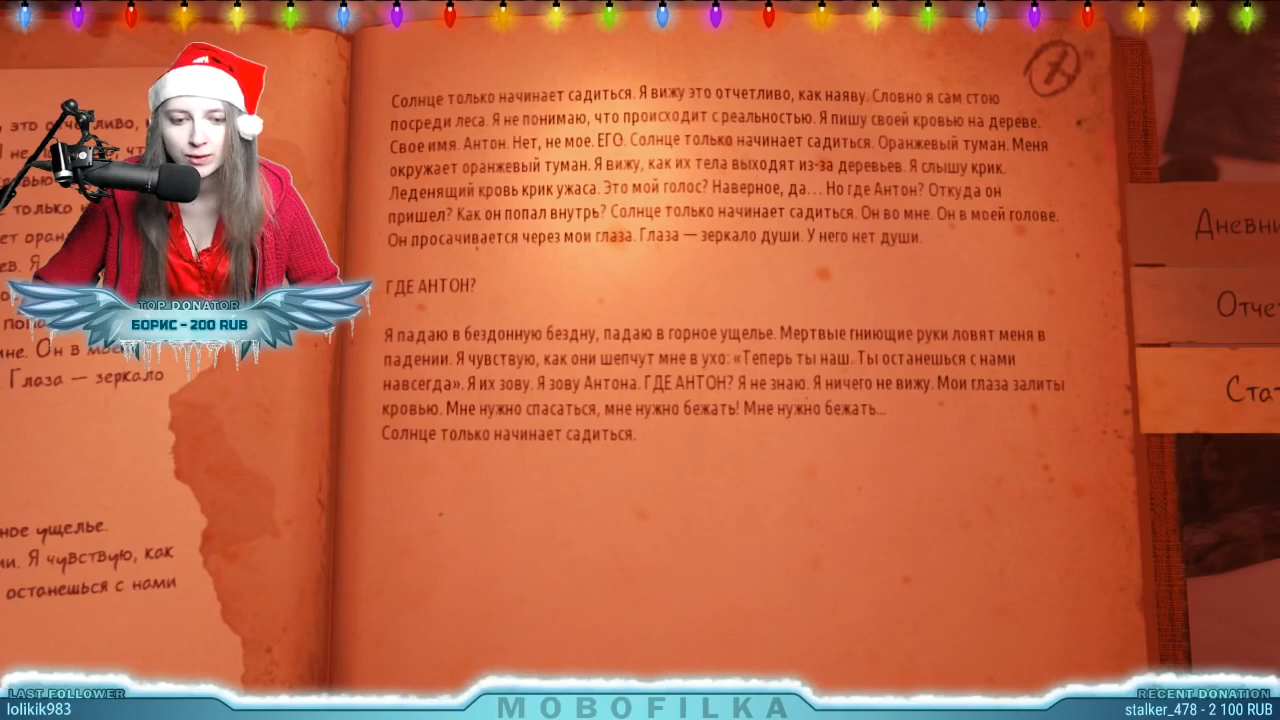 Солнце только начинает садиться. Я вижу это отчетливо, как наяву. Словно я сам стою
посреди леса. Я не понимаю, что происходит с реальностью. Я пишу своей кровью на дереве.
Свое имя. Антон. Нет, не мое. ЕГО. Солнце только начинает садиться. Оранжевый туман. Меня
окружает оранжевый туман. Я вижу, как их тела выходят из-за деревьев. Я слышу крик.
Леденящий кровь крик ужаса. Это мой голос? Наверное, да… Но где Антон? Откуда он
пришел? Как он попал внутрь? Солнце только начинает садиться. Он во мне. Он в моей голове.
Он просачивается через мои глаза. Глаза — зеркало души. У него нет души.
ГДЕ АНТОН?
Я падаю в бездонную бездну, падаю в горное ущелье. Мертвые гниющие руки ловят меня в
падении. Я чувствую, как они шепчут мне в ухо: «Теперь ты наш. Ты останешься с нами
навсегда». Я их зову. Я зову Антона. ГДЕ АНТОН? Я не знаю. Я ничего не вижу. Мои глаза залиты
кровью. Мне нужно спасаться, мне нужно бежать! Мне нужно бежать...
Солнце только начинает садиться.
TOP DONATOR
БОРИС - 200 RUB
Глаза — зеркало
ное ущелье.
Я чувствую, как
останешься с нами
Дневни
Отче
Ста
LAST FOLLOWER
lolikik983
MOBOFILKA
RECENT DONATION
stalker_478 - 2 100 RUB